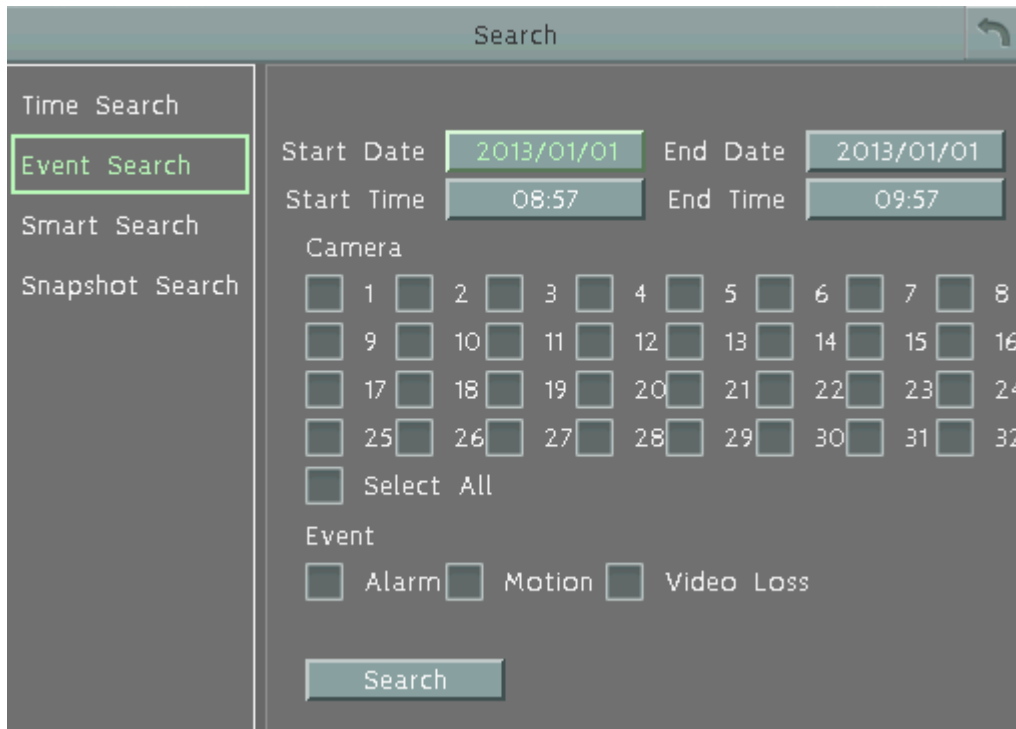 Search
Time Search
Event Search
Smart Search
Snapshot Search
Start Date 2013/01/01 End Date 2013/01/01
Start Time 08:57 End Time 09:57
Camera
1 2 3 4 5 6 7 8
9 10 11 12 13 14 15 16
17 18 19 20 21 22 23 24
25 26 27 28 29 30 31 32
Select All
Event
Alarm Motion Video Loss
Search